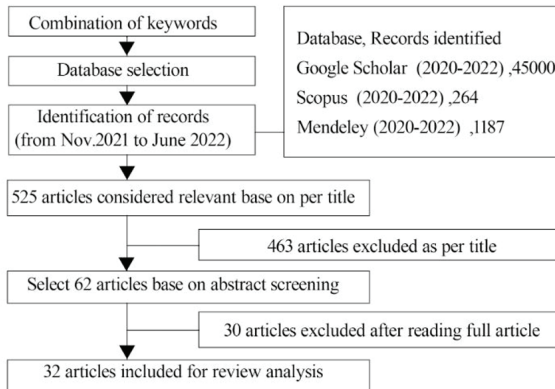 Combination of keywords
Database selection
Identification of records
(from Nov.2021 to June 2022)
Database, Records identified
Google Scholar (2020-2022) ,45000
Scopus (2020-2022) ,264
Mendeley (2020-2022) ,1187
525 articles considered relevant base on per title
463 articles excluded as per title
Select 62 articles base on abstract screening
30 articles excluded after reading full article
32 articles included for review analysis